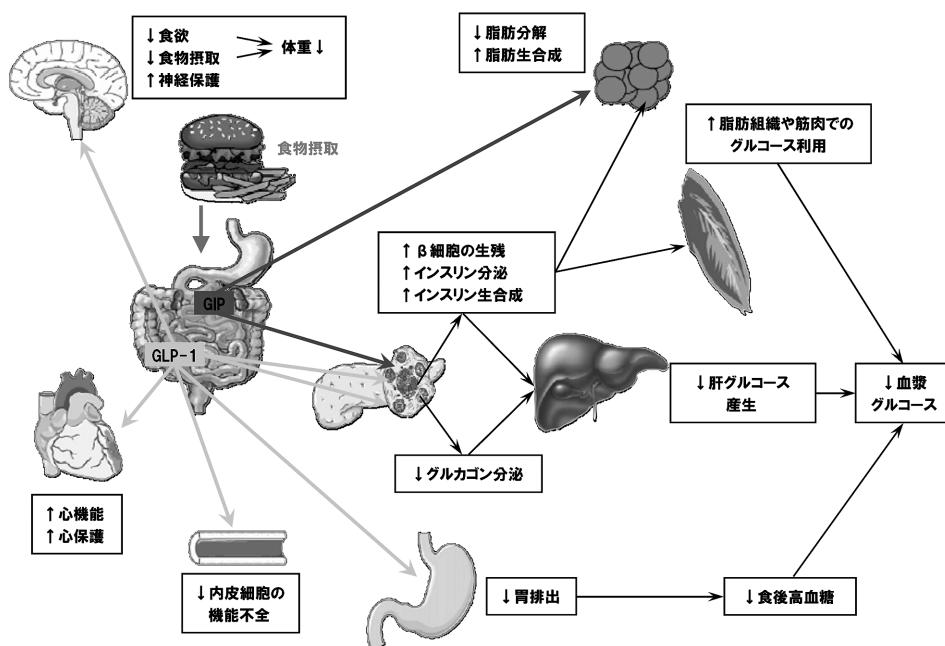 ↓食欲
↓食物摂取
↑神経保護
体重↓
↓脂肪分解
↑脂肪生合成
食物摂取
↑脂肪組織や筋肉での
グルコース利用
↑β細胞の生残
↑インスリン分泌
↑インスリン生合成
GIP
GLP-1
↓肝グルコース
産生
↓血漿
グルコース
↓グルカゴン分泌
↑心機能
↑心保護
↓内皮細胞の
機能不全
↓胃排出
↓食後高血糖